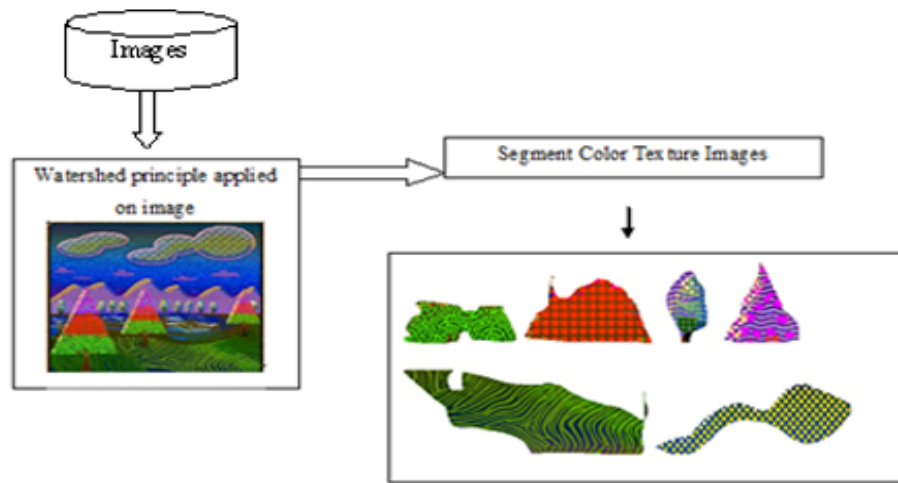 Images
Watershed principle applied
on image
Segment Color Texture Images